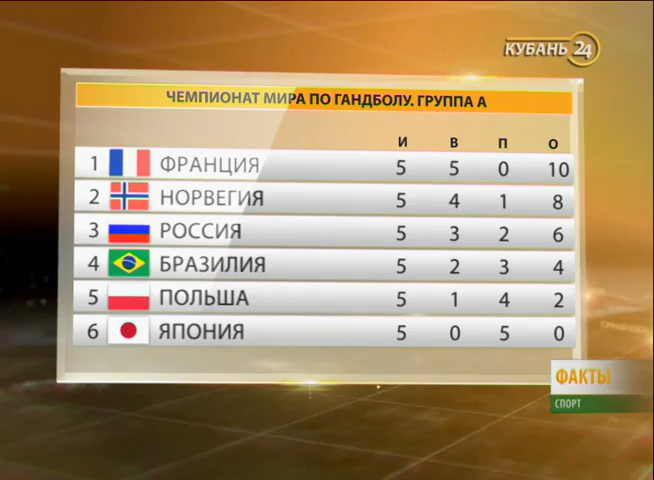 КУБАНЬ 24
ЧЕМПИОНАТ МИРА ПО ГАНДБОЛУ. ГРУППА А
И В П О
1 ФРАНЦИЯ 5 5 0 10
2 НОРВЕГИЯ 5 4 1 8
3 РОССИЯ 5 3 2 6
4 БРАЗИЛИЯ 5 2 3 4
5 ПОЛЬША 5 1 4 2
6 ЯПОНИЯ 5 0 5 0
ФАКТЫ
СПОРТ